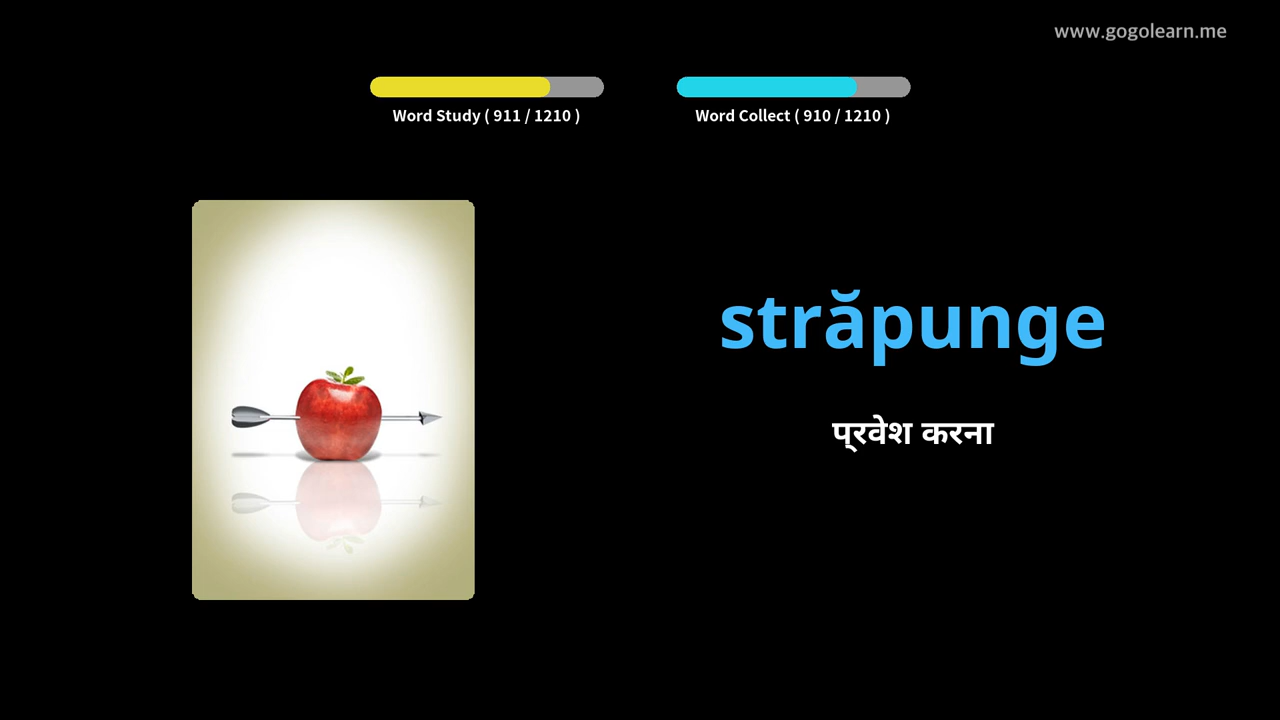 www.gogolearn.me
Word Study ( 911 / 1210 )
Word Collect ( 910 / 1210 )
străpunge
प्रवेश करना